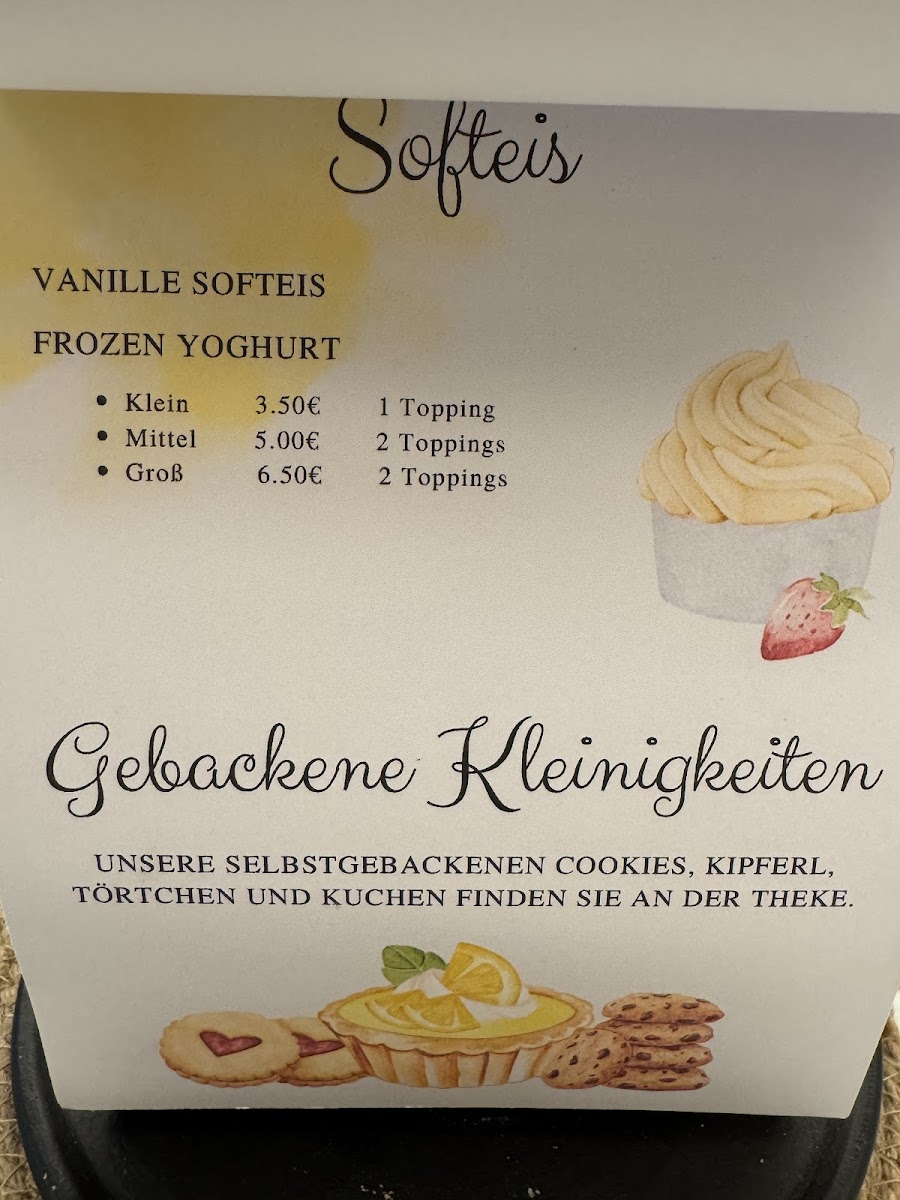 Softeis
VANILLE SOFTEIS
FROZEN YOGHURT
• Klein 3.50€ 1 Topping
• Mittel 5.00€ 2 Toppings
• Groß 6.50€ 2 Toppings
Gebackene Kleinigkeiten
UNSERE SELBSTGEBACKENEN COOKIES, KIPFERL,
TÖRTCHEN UND KUCHEN FINDEN SIE AN DER THEKE.